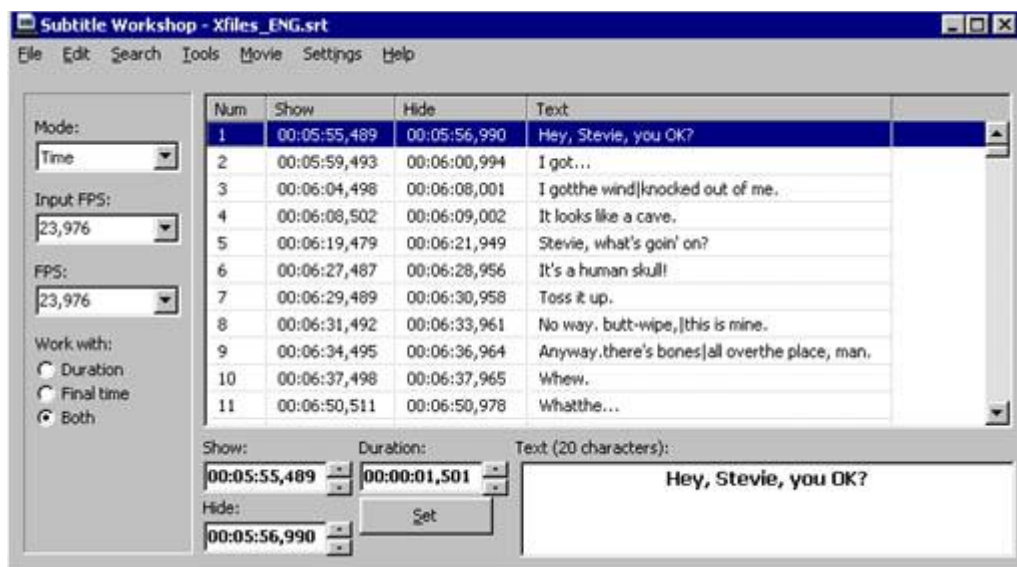 Subtitle Workshop - Xfiles_ENG.srt
File Edit Search Tools Movie Settings Help
Mode:
Time
Input FPS:
23,976
FPS:
23,976
Work with:
Duration
Final time
Both
Num Show Hide Text
1 00:05:55,489 00:05:56,990 Hey, Stevie, you OK?
2 00:05:59,493 00:06:00,994 I got...
3 00:06:04,498 00:06:08,001 I gotthe wind|knocked out of me.
4 00:06:08,502 00:06:09,002 It looks like a cave.
5 00:06:19,479 00:06:21,949 Stevie, what's goin' on?
6 00:06:27,487 00:06:28,956 It's a human skull!
7 00:06:29,489 00:06:30,958 Toss it up.
8 00:06:31,492 00:06:33,961 No way. butt-wipe,|this is mine.
9 00:06:34,495 00:06:36,964 Anyway.there's bones|all overthe place, man.
10 00:06:37,498 00:06:37,965 Whew.
11 00:06:50,511 00:06:50,978 Whatthe...
Show: Duration: Text (20 characters):
00:05:55,489 00:00:01,501 Hey, Stevie, you OK?
Hide:
Set
00:05:56,990